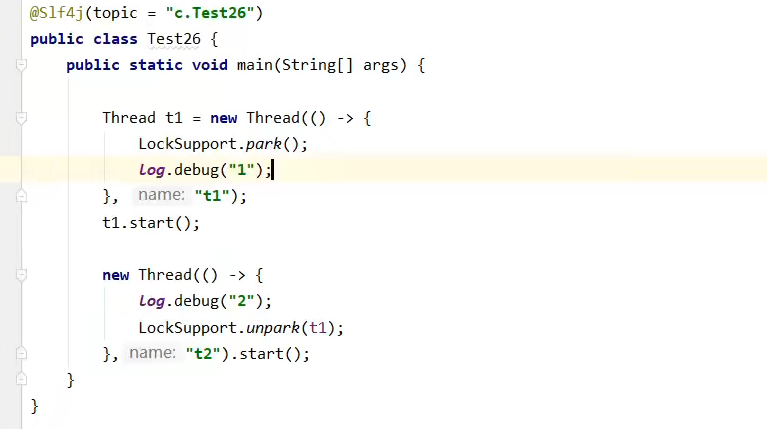 @Slf4j(topic = "c.Test26")
public class Test26 {
    public static void main(String[] args) {

        Thread t1 = new Thread(() -> {
            LockSupport.park();
            log.debug("1");
        }, name: "t1");
        t1.start();

        new Thread(() -> {
            log.debug("2");
            LockSupport.unpark(t1);
        }, name: "t2").start();
    }
}